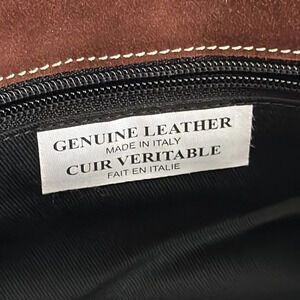 GENUINE LEATHER
MADE IN ITALY
CUIR VERITABLE
FAIT EN ITALIE